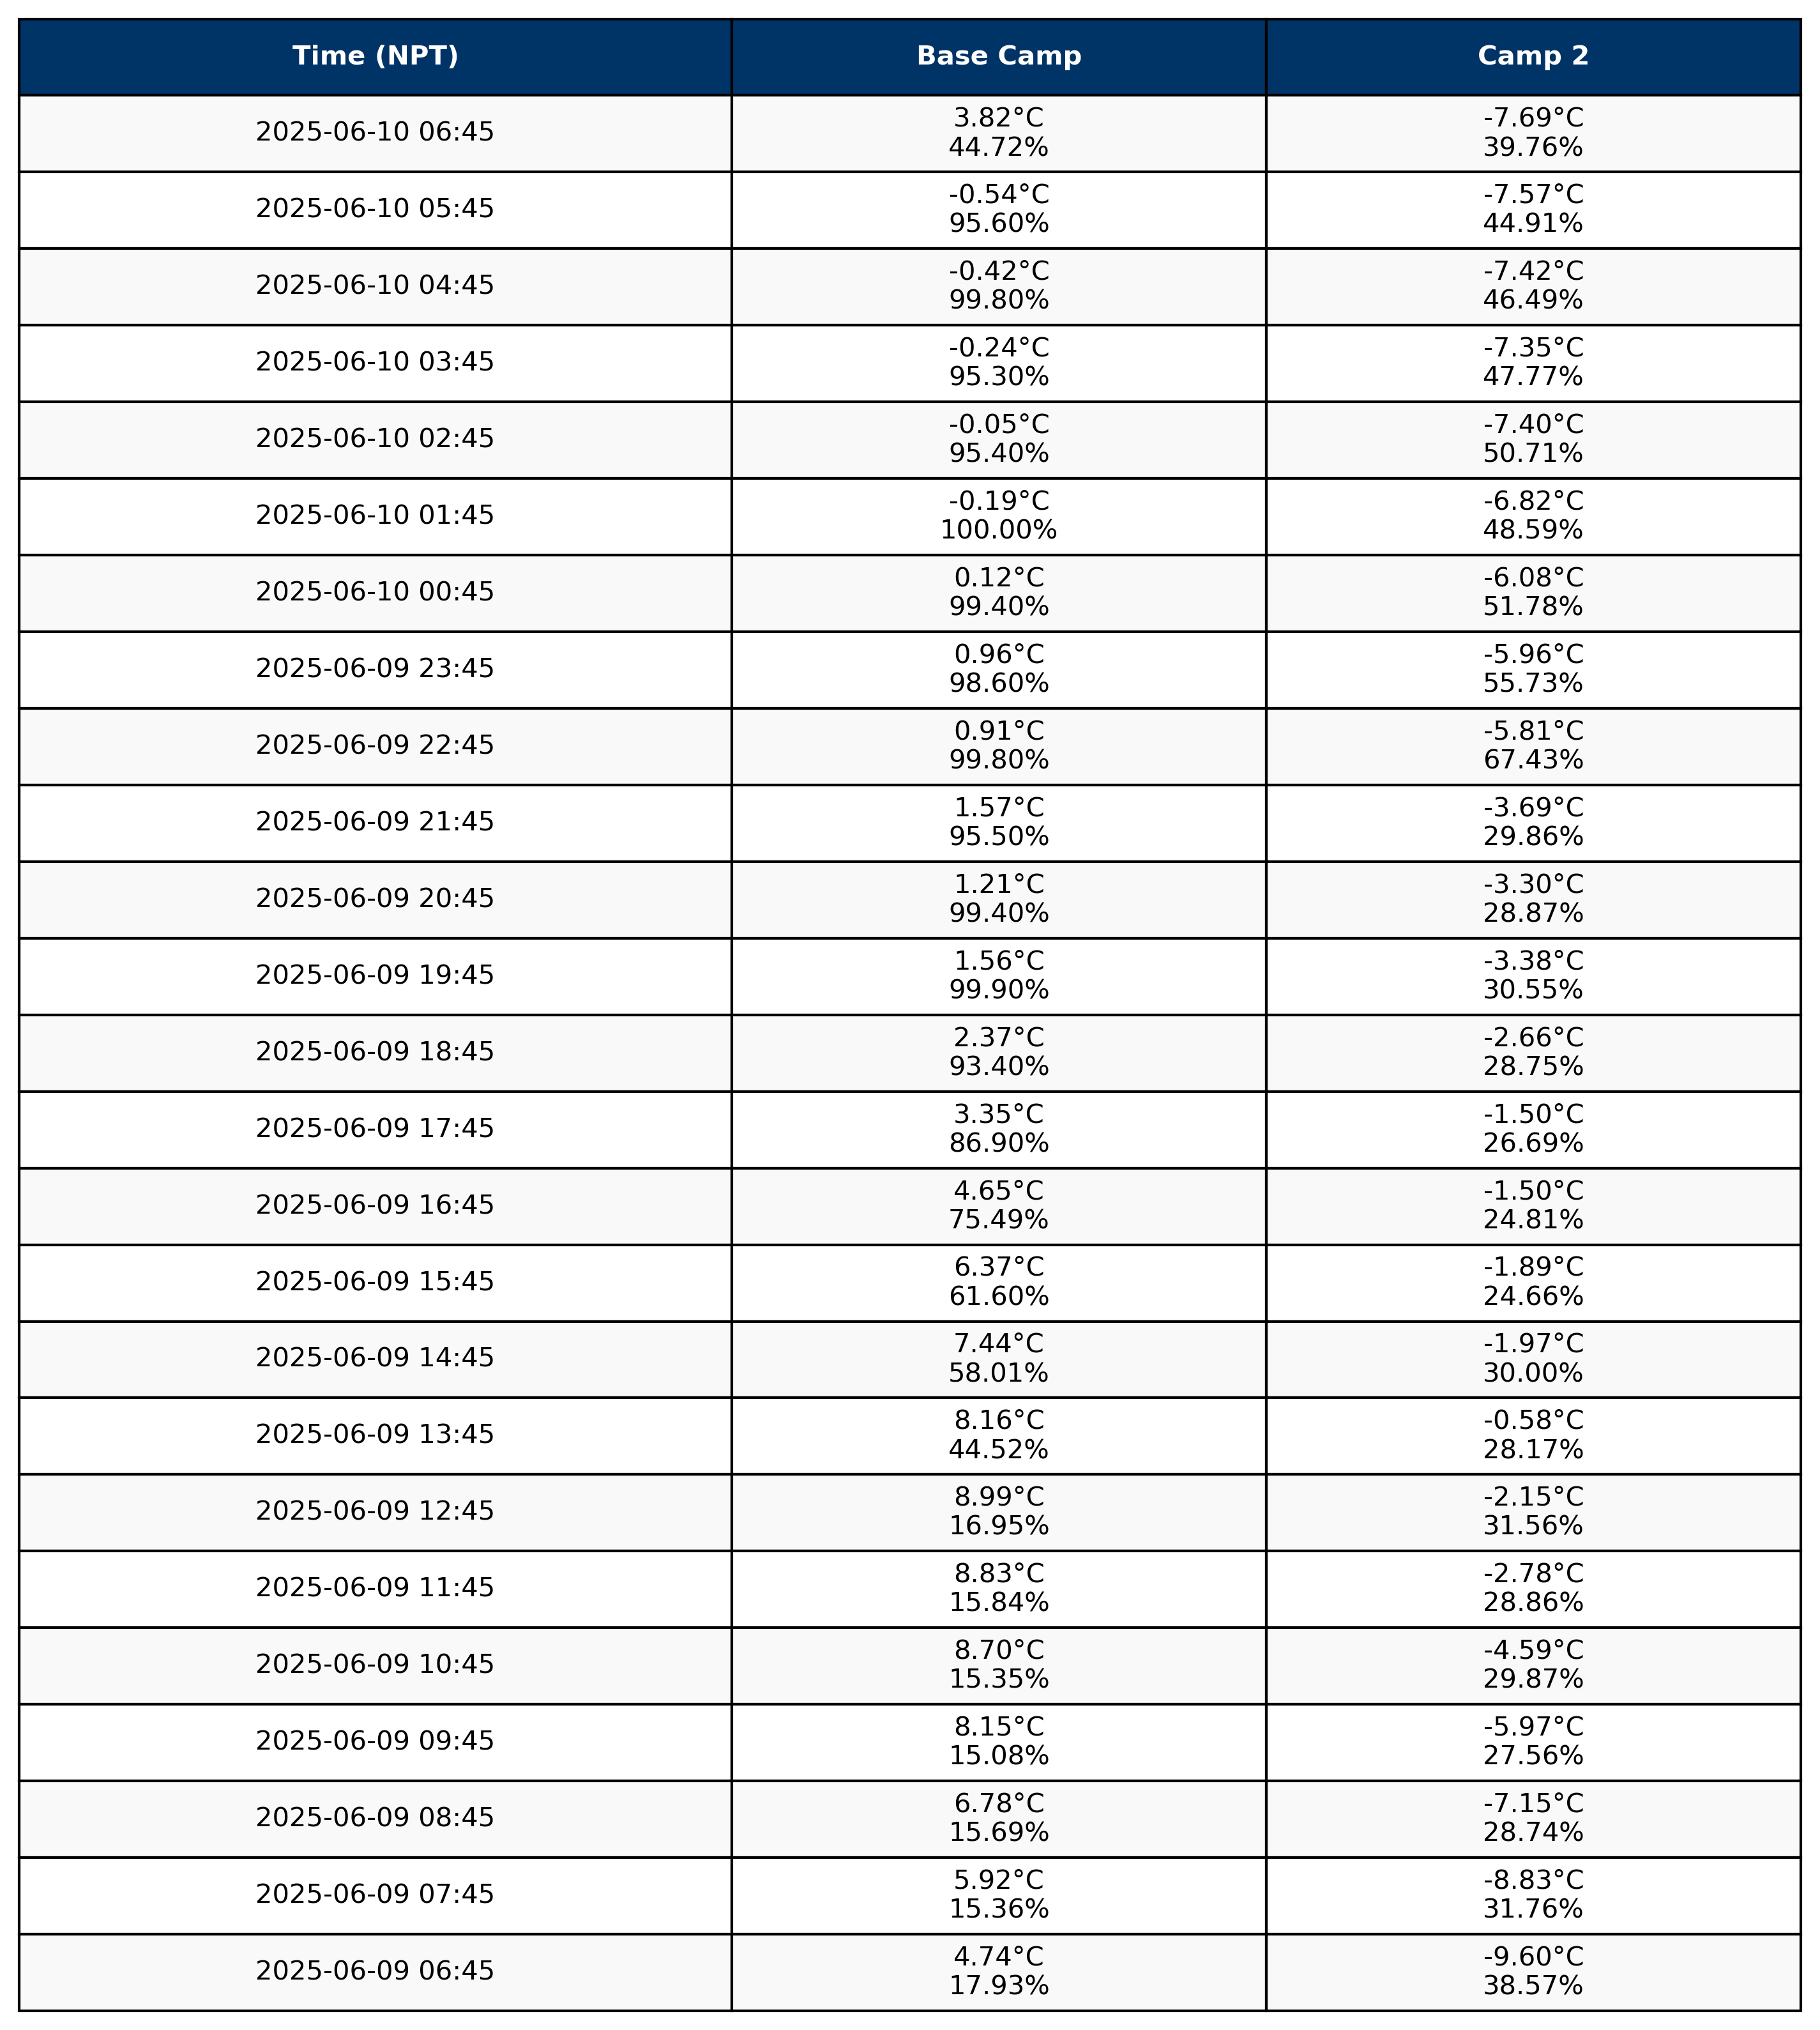 Time (NPT) Base Camp Camp 2
2025-06-10 06:45 3.82°C -7.69°C
44.72% 39.76%
2025-06-10 05:45 -0.54°C -7.57°C
95.60% 44.91%
2025-06-10 04:45 -0.42°C -7.42°C
99.80% 46.49%
2025-06-10 03:45 -0.24°C -7.35°C
95.30% 47.77%
2025-06-10 02:45 -0.05°C -7.40°C
95.40% 50.71%
2025-06-10 01:45 -0.19°C -6.82°C
100.00% 48.59%
2025-06-10 00:45 0.12°C -6.08°C
99.40% 51.78%
2025-06-09 23:45 0.96°C -5.96°C
98.60% 55.73%
2025-06-09 22:45 0.91°C -5.81°C
99.80% 67.43%
2025-06-09 21:45 1.57°C -3.69°C
95.50% 29.86%
2025-06-09 20:45 1.21°C -3.30°C
99.40% 28.87%
2025-06-09 19:45 1.56°C -3.38°C
99.90% 30.55%
2025-06-09 18:45 2.37°C -2.66°C
93.40% 28.75%
2025-06-09 17:45 3.35°C -1.50°C
86.90% 26.69%
2025-06-09 16:45 4.65°C -1.50°C
75.49% 24.81%
2025-06-09 15:45 6.37°C -1.89°C
61.60% 24.66%
2025-06-09 14:45 7.44°C -1.97°C
58.01% 30.00%
2025-06-09 13:45 8.16°C -0.58°C
44.52% 28.17%
2025-06-09 12:45 8.99°C -2.15°C
16.95% 31.56%
2025-06-09 11:45 8.83°C -2.78°C
15.84% 28.86%
2025-06-09 10:45 8.70°C -4.59°C
15.35% 29.87%
2025-06-09 09:45 8.15°C -5.97°C
15.08% 27.56%
2025-06-09 08:45 6.78°C -7.15°C
15.69% 28.74%
2025-06-09 07:45 5.92°C -8.83°C
15.36% 31.76%
2025-06-09 06:45 4.74°C -9.60°C
17.93% 38.57%